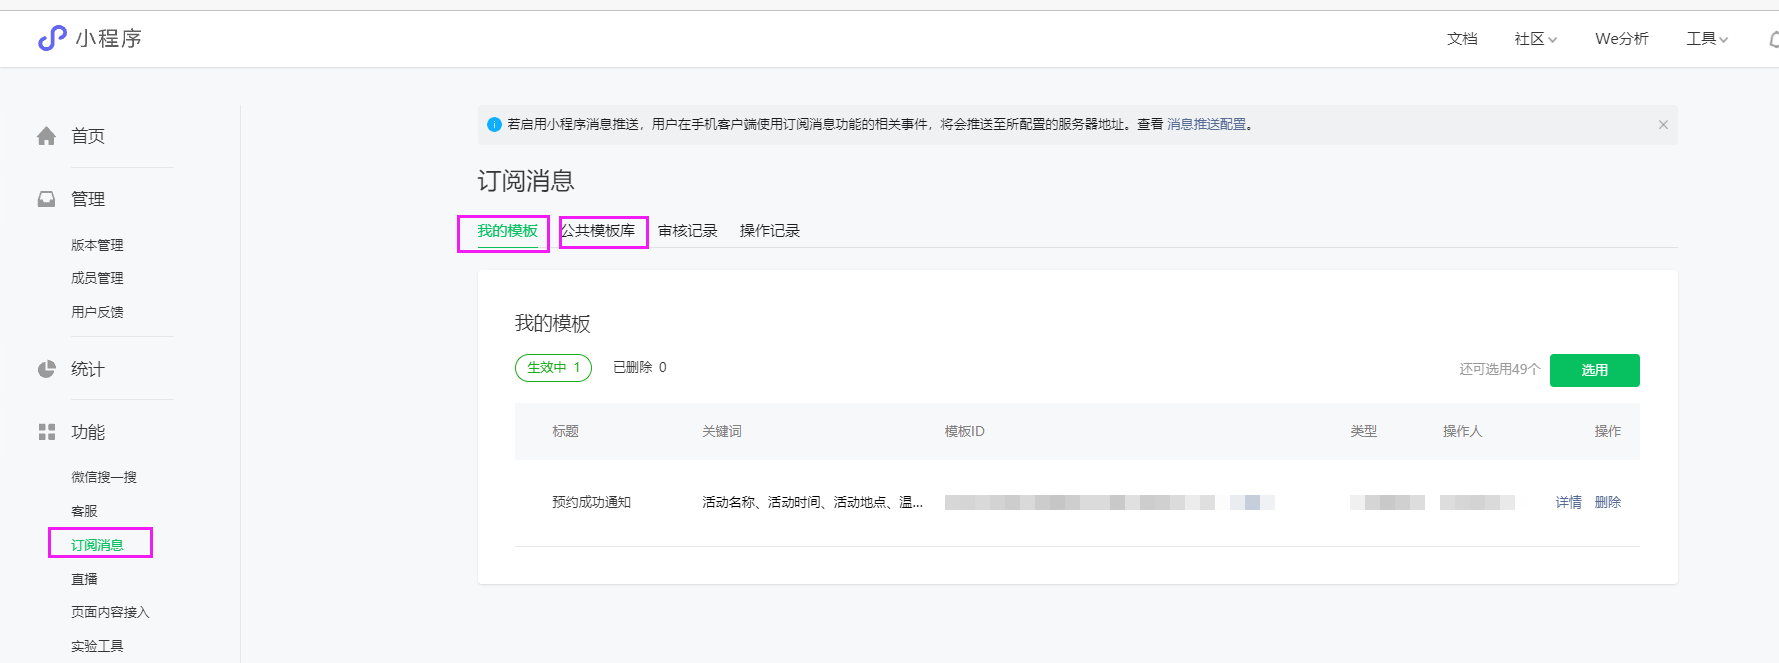 小程序
文档 社区 We分析 工具
首页
管理
版本管理
成员管理
用户反馈
统计
功能
微信搜一搜
客服
订阅消息
直播
页面内容接入
实验工具
若启用小程序消息推送，用户在手机客户端使用订阅消息功能的相关事件，将会推送至所配置的服务器地址。查看 消息推送配置。
订阅消息
我的模板 公共模板库 审核记录 操作记录
我的模板
生效中 1 已删除 0 还可选用49个 选用
标题 关键词 模板ID 类型 操作人 操作
预约成功通知 活动名称、活动时间、活动地点、温... 详情 删除